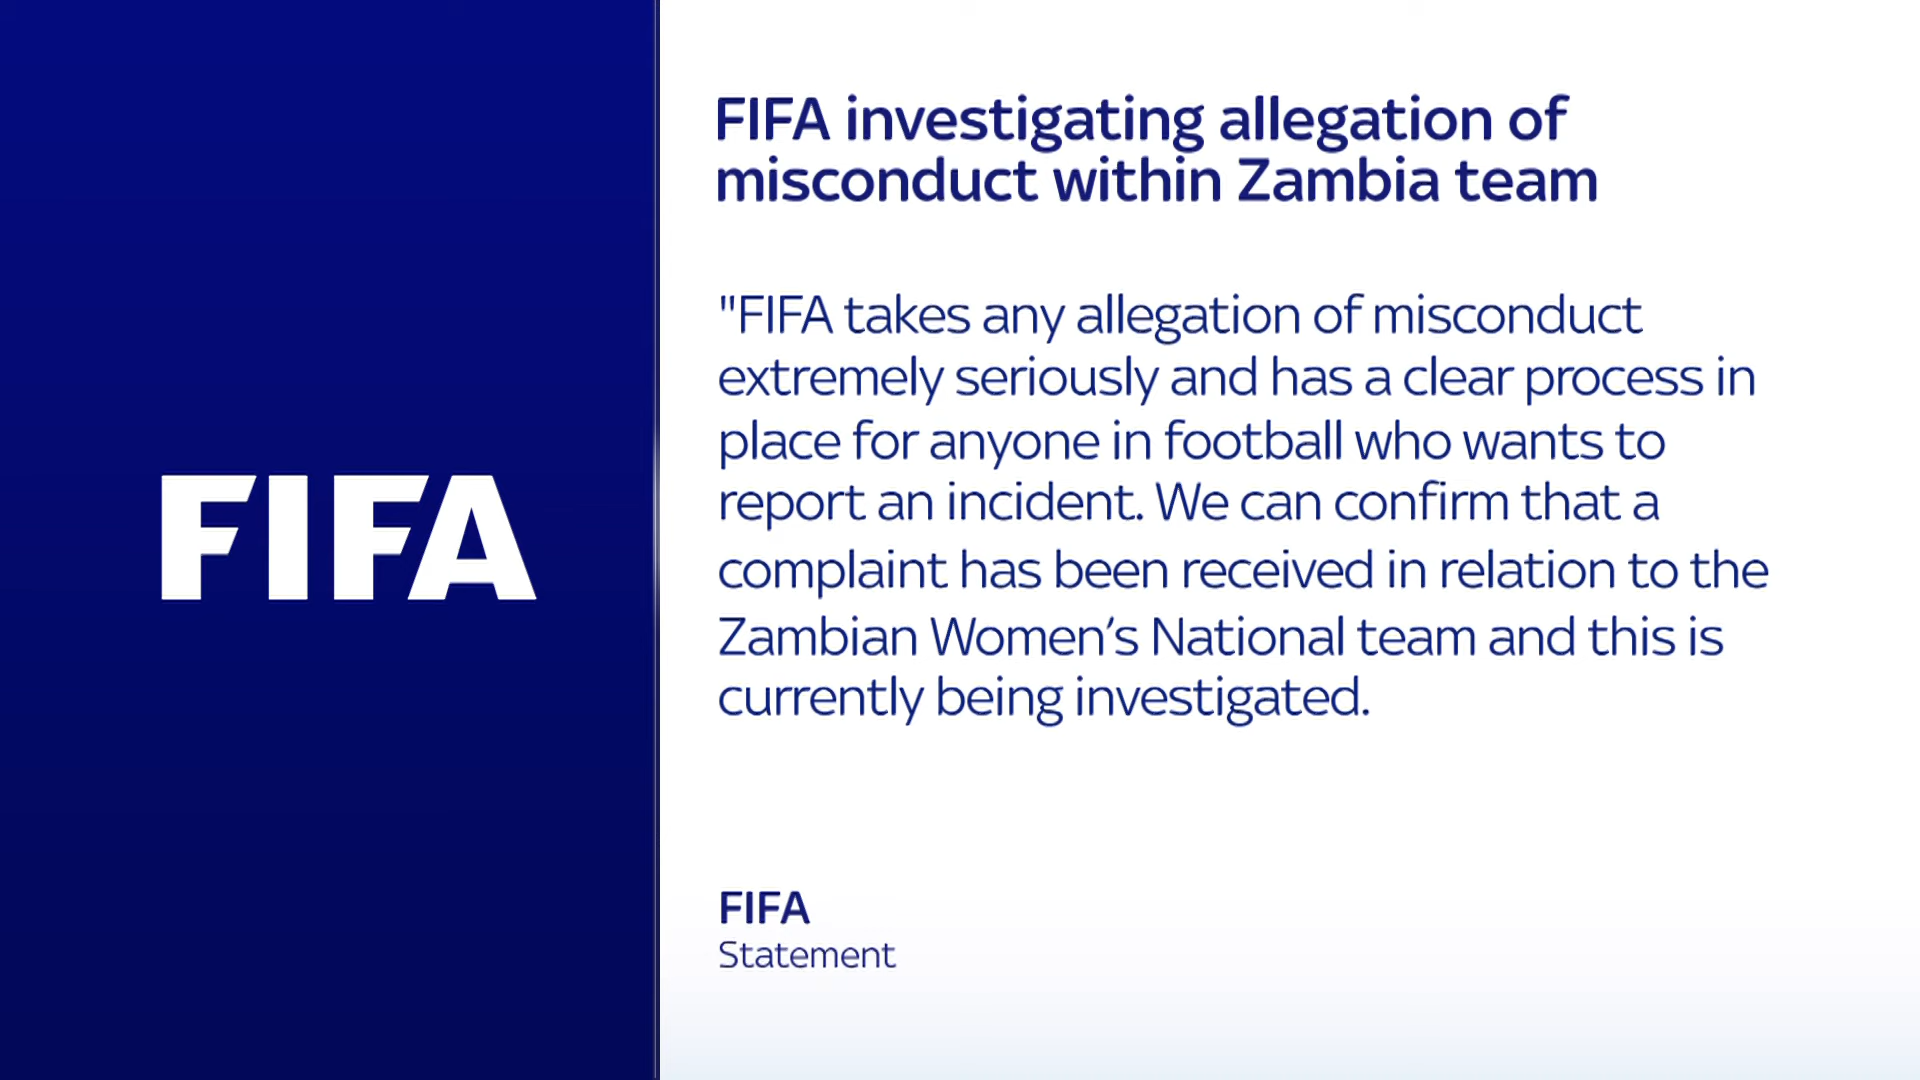 FIFA
FIFA investigating allegation of
misconduct within Zambia team
"FIFA takes any allegation of misconduct
extremely seriously and has a clear process in
place for anyone in football who wants to
report an incident. We can confirm that a
complaint has been received in relation to the
Zambian Women’s National team and this is
currently being investigated.
FIFA
Statement